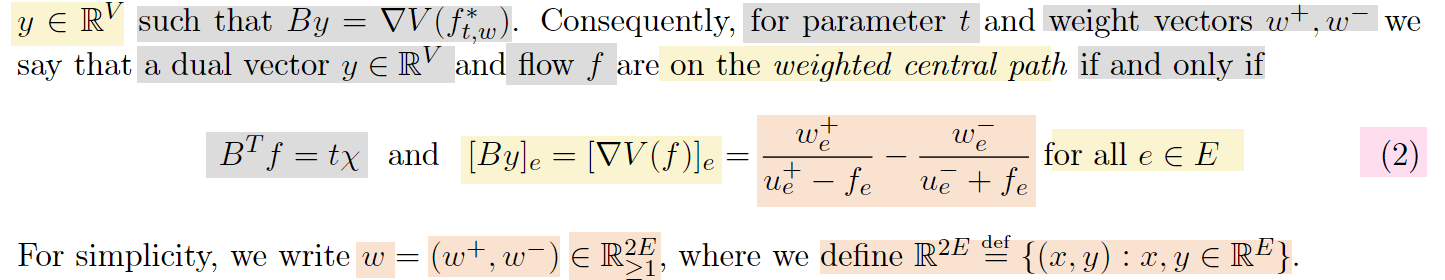 y ∈ ℝ^V such that By = ∇V(f*_{t,w}). Consequently, for parameter t and weight vectors w⁺, w⁻ we
say that a dual vector y ∈ ℝ^V and flow f are on the weighted central path if and only if
B^T f = tχ and [By]_e = [∇V(f)]_e = w_e^+ / (u_e^+ − f_e) − w_e^- / (u_e^- + f_e) for all e ∈ E (2)
For simplicity, we write w = (w⁺, w⁻) ∈ ℝ^{2E}_{≥1}, where we define ℝ^{2E} ≝ {(x, y) : x, y ∈ ℝ^E}.